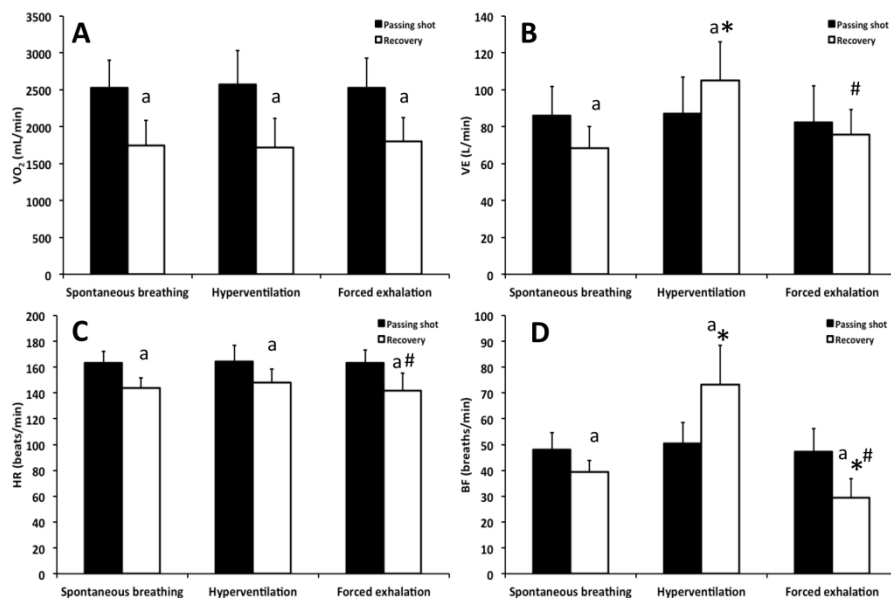 A
Passing shot
Recovery
VO2 (mL/min)
3500
3000
2500
2000
1500
1000
500
0
a
a
a
Spontaneous breathing Hyperventilation Forced exhalation
B
Passing shot
Recovery
VE (L/min)
140
120
100
80
60
40
20
0
a
a*
#
Spontaneous breathing Hyperventilation Forced exhalation
C
Passing shot
Recovery
HR (beats/min)
200
180
160
140
120
100
80
60
40
20
0
a
a
a#
Spontaneous breathing Hyperventilation Forced exhalation
D
Passing shot
Recovery
BF (breaths/min)
100
90
80
70
60
50
40
30
20
10
0
a
a*
a*#
Spontaneous breathing Hyperventilation Forced exhalation